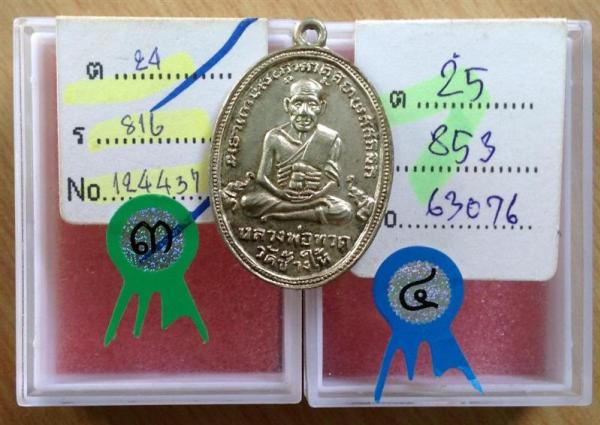 ต ..24..
ร ..816..
No.124437
๓
หลวงพ่อทวด
วัดช้างให้
ต ..25..
853
o. 63076
๔